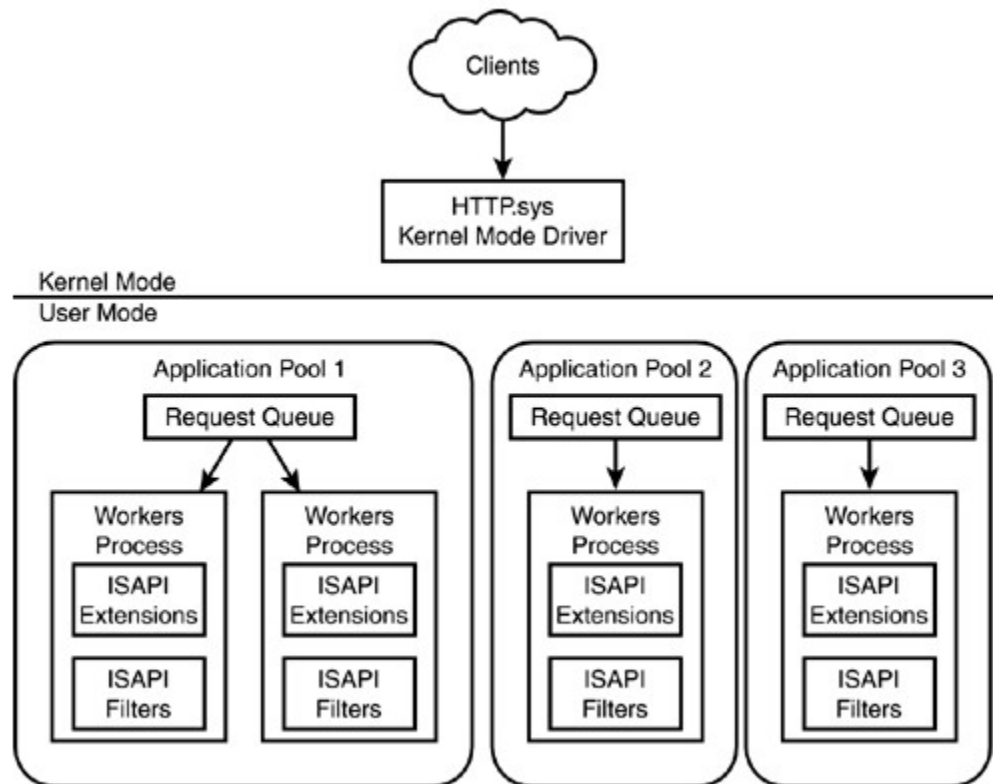 Clients
HTTP.sys
Kernel Mode Driver
Kernel Mode
User Mode
Application Pool 1
Request Queue
Workers
Process
ISAPI
Extensions
ISAPI
Filters
Workers
Process
ISAPI
Extensions
ISAPI
Filters
Application Pool 2
Request Queue
Workers
Process
ISAPI
Extensions
ISAPI
Filters
Application Pool 3
Request Queue
Workers
Process
ISAPI
Extensions
ISAPI
Filters